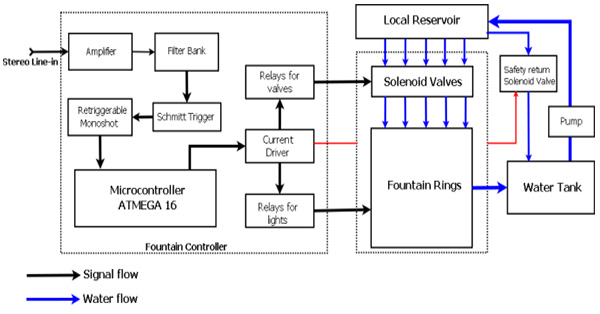 Local Reservoir
Stereo Line-in
Amplifier
Filter Bank
Relays for
valves
Solenoid Valves
Safety return
Solenoid Valve
Retriggerable
Monoshot
Schmitt Trigger
Pump
Current
Driver
Microcontroller
ATMEGA 16
Fountain Rings
Water Tank
Relays for
lights
Fountain Controller
Signal flow
Water flow